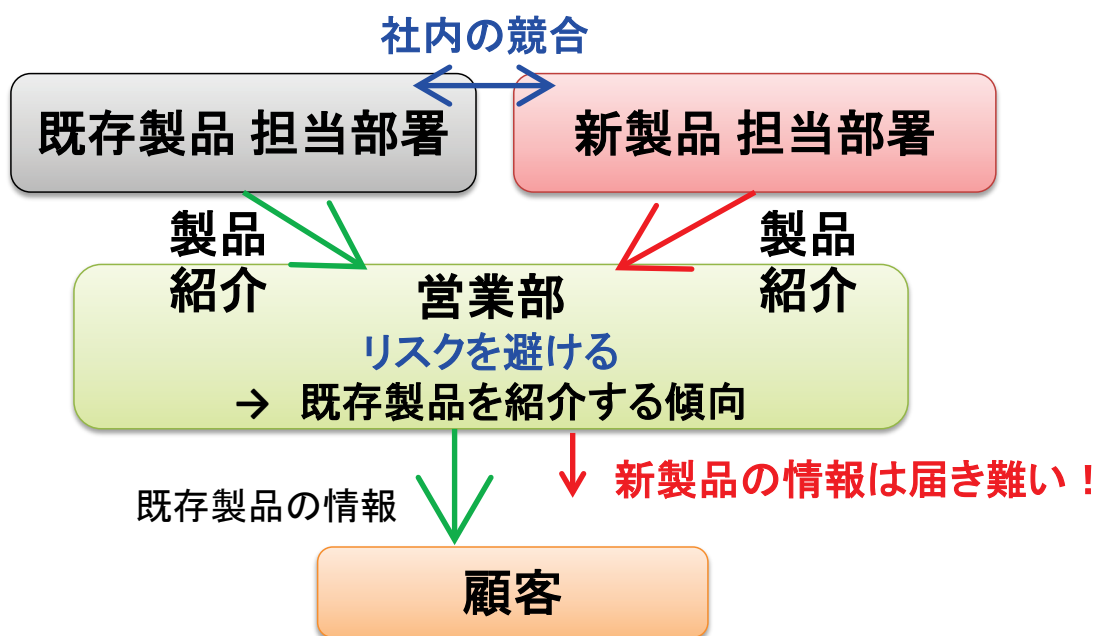 社内の競合
既存製品 担当部署
新製品 担当部署
製品
紹介
製品
紹介
営業部
リスクを避ける
→ 既存製品を紹介する傾向
既存製品の情報
新製品の情報は届き難い！
顧客